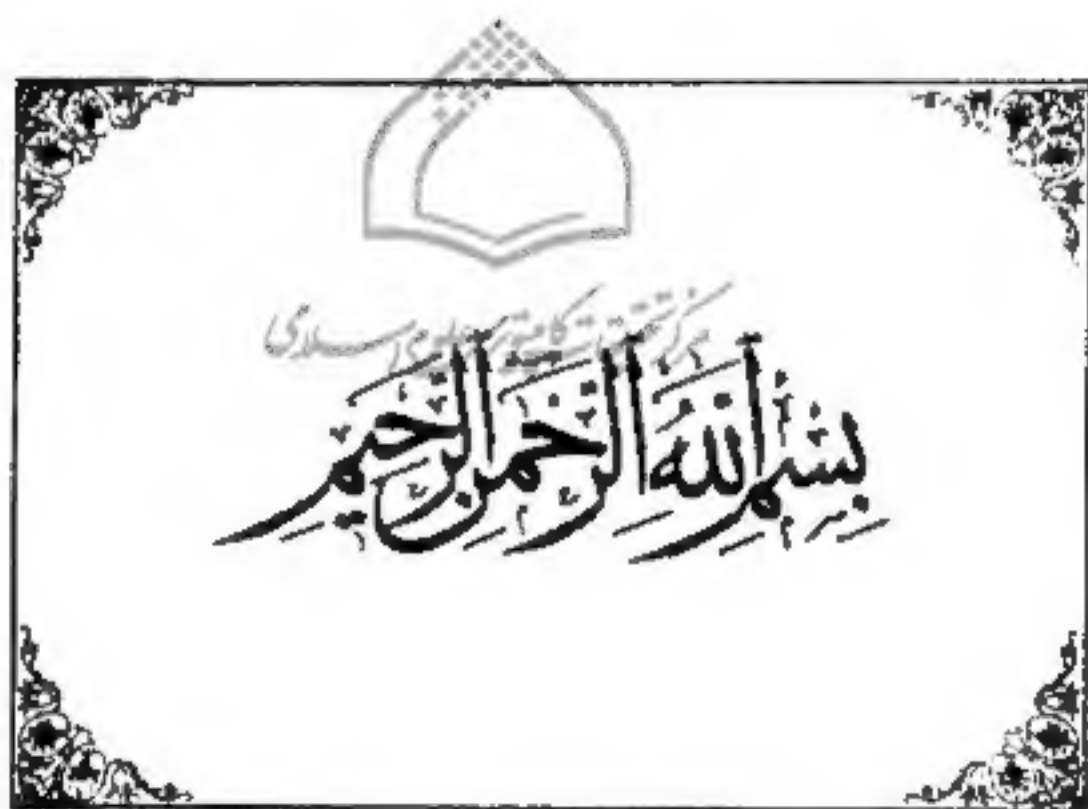 مرکز تحقیقات کامپیوتری علوم اسلامی
بِسْمِ اللَّهِ الرَّحْمَنِ الرَّحِيمِ